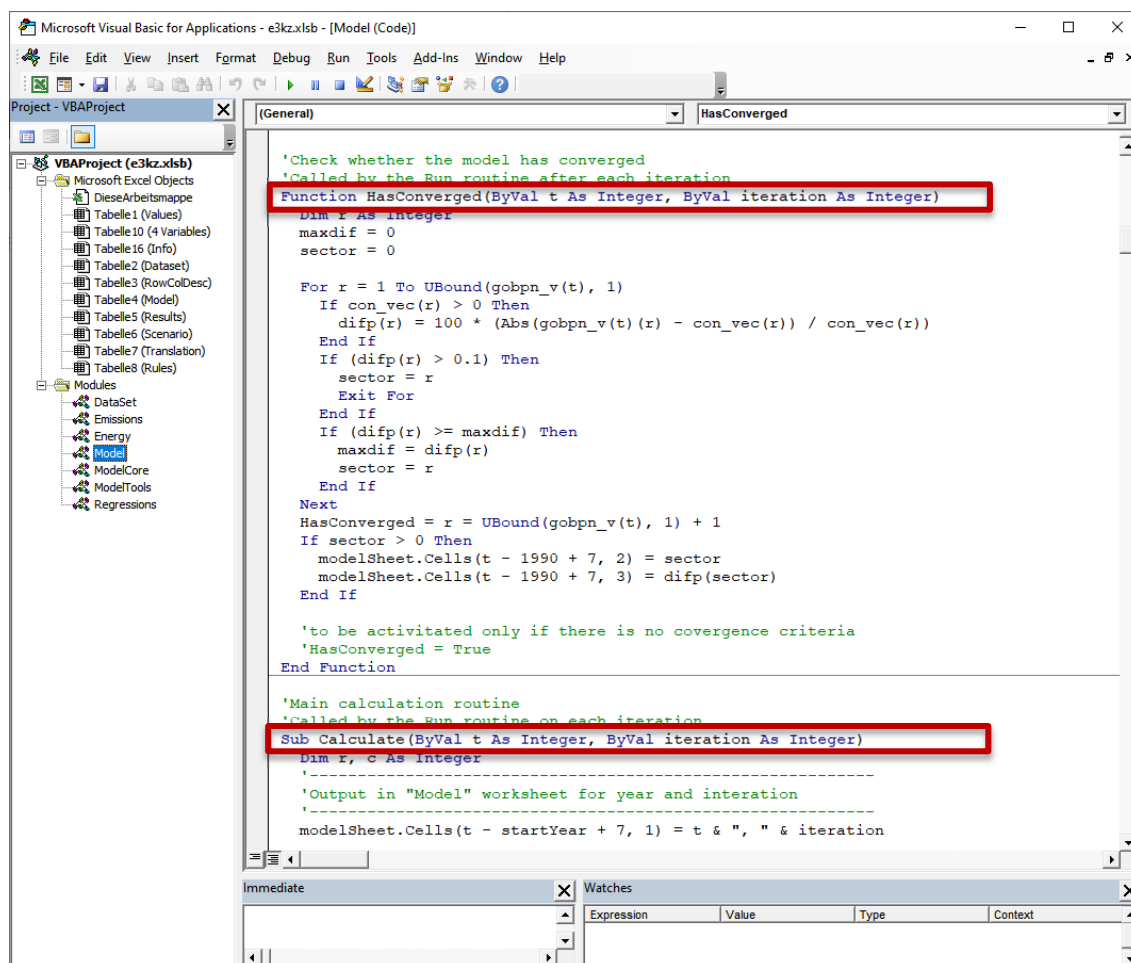 Microsoft Visual Basic for Applications - e3kz.xlsb - [Model (Code)]
File Edit View Insert Format Debug Run Tools Add-Ins Window Help
Project - VBAProject
VBAProject (e3kz.xlsb)
Microsoft Excel Objects
DieseArbeitsmappe
Tabelle1 (Values)
Tabelle10 (4 Variables)
Tabelle16 (Info)
Tabelle2 (Dataset)
Tabelle3 (RowColDesc)
Tabelle4 (Model)
Tabelle5 (Results)
Tabelle6 (Scenario)
Tabelle7 (Translation)
Tabelle8 (Rules)
Modules
DataSet
Emissions
Energy
Model
ModelCore
ModelTools
Regressions
(General) HasConverged
'Check whether the model has converged
'Called by the Run routine after each iteration
Function HasConverged(ByVal t As Integer, ByVal iteration As Integer)
Dim r As Integer
maxdif = 0
sector = 0
For r = 1 To UBound(gobpn_v(t), 1)
If con_vec(r) > 0 Then
difp(r) = 100 * (Abs(gobpn_v(t)(r) - con_vec(r)) / con_vec(r))
End If
If (difp(r) > 0.1) Then
sector = r
Exit For
End If
If (difp(r) >= maxdif) Then
maxdif = difp(r)
sector = r
End If
Next
HasConverged = r = UBound(gobpn_v(t), 1) + 1
If sector > 0 Then
modelSheet.Cells(t - 1990 + 7, 2) = sector
modelSheet.Cells(t - 1990 + 7, 3) = difp(sector)
End If
'to be activitated only if there is no covergence criteria
'HasConverged = True
End Function
'Main calculation routine
'Called by the Run routine on each iteration
Sub Calculate(ByVal t As Integer, ByVal iteration As Integer)
Dim r, c As Integer
'-----------------------------------------------------------
'Output in "Model" worksheet for year and interation
'-----------------------------------------------------------
modelSheet.Cells(t - startYear + 7, 1) = t & ", " & iteration
Immediate
Watches
Expression Value Type Context